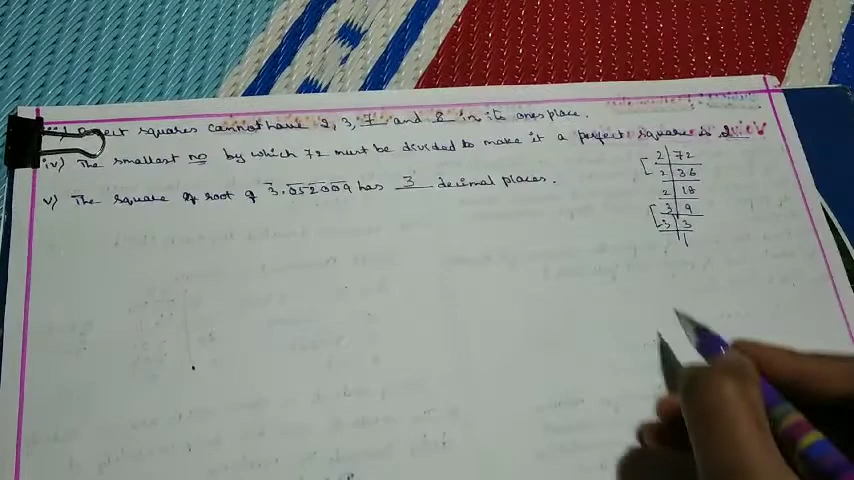 Perfect squares cannot have 2, 3, 7 and 8 in its ones place.
iv) The smallest no by which 72 must be divided to make it a perfect square is 2
v) The square of root of 3.052009 has 3 decimal places.
2 72
2 36
2 18
3 9
3 3
1